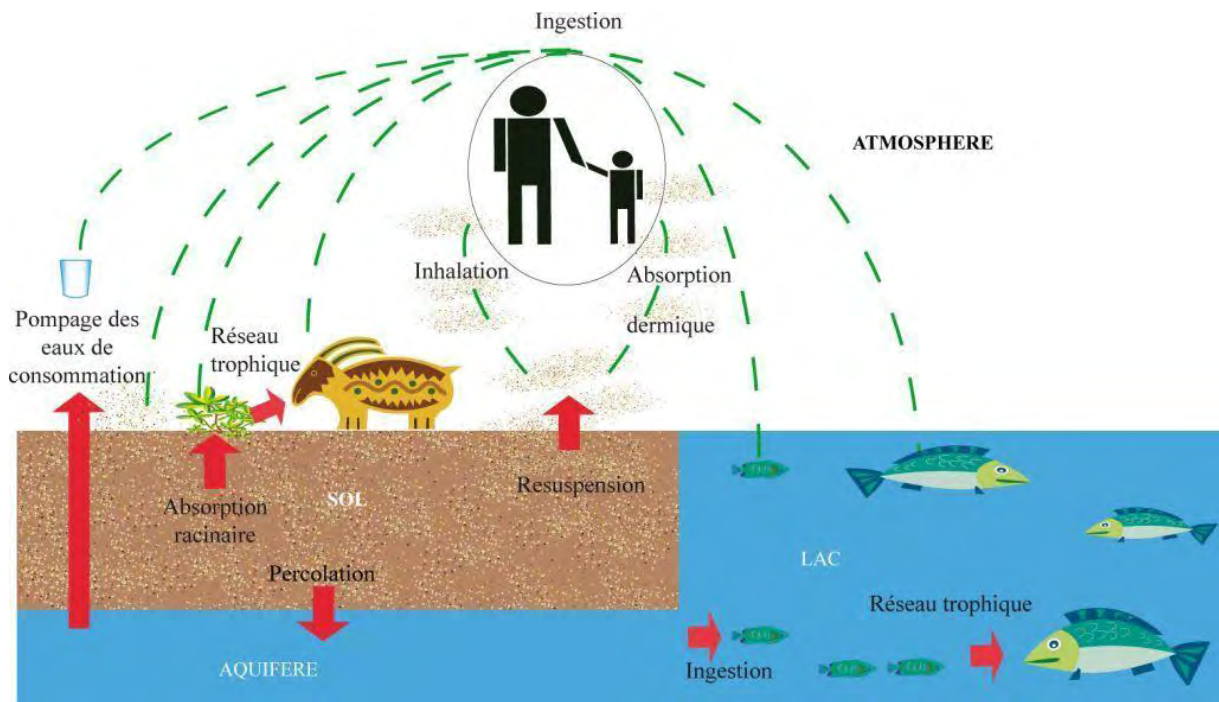 Ingestion
ATMOSPHERE
Inhalation
Absorption
dermique
Pompage des
eaux de
consommation
Réseau
trophique
Absorption
racinaire
SOL
Resuspension
Percolation
AQUIFERE
LAC
Réseau trophique
Ingestion